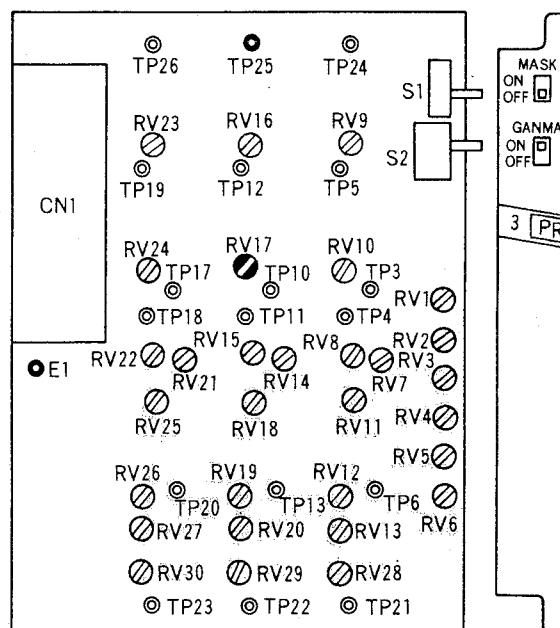 TP26 TP25 TP24
S1
MASK
ON
OFF
RV23 RV16 RV9
S2
GANMA
ON
OFF
TP19 TP12 TP5
CN1
3 PR
RV24 RV17 RV10
TP17 TP10 TP3
RV1
TP18 TP11 TP4
RV15 RV8 RV2
RV22 RV3
E1 RV21 RV14 RV7
RV25 RV18 RV11 RV4
RV5
RV26 RV19 RV12
TP20 TP13 TP6 RV6
RV27 RV20 RV13
RV30 RV29 RV28
TP23 TP22 TP21